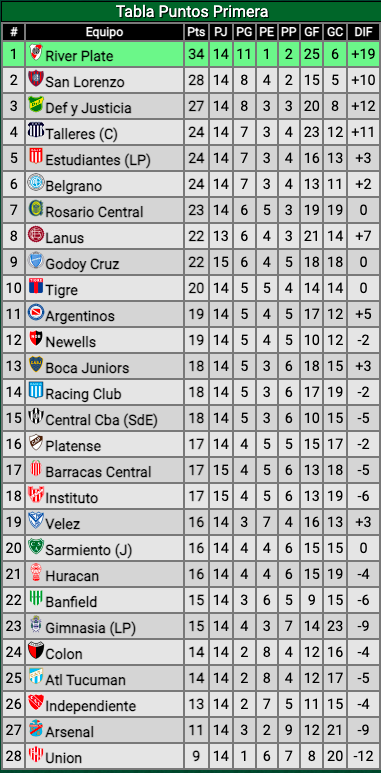 Tabla Puntos Primera
# Equipo Pts PJ PG PE PP GF GC DIF
1 River Plate 34 14 11 1 2 25 6 +19
2 San Lorenzo 28 14 8 4 2 15 5 +10
3 Def y Justicia 27 14 8 3 3 20 8 +12
4 Talleres (C) 24 14 7 3 4 23 12 +11
5 Estudiantes (LP) 24 14 7 3 4 16 13 +3
6 Belgrano 24 14 7 3 4 13 11 +2
7 Rosario Central 23 14 6 5 3 19 19 0
8 Lanus 22 13 6 4 3 21 14 +7
9 Godoy Cruz 22 15 6 4 5 18 18 0
10 Tigre 20 14 5 5 4 14 14 0
11 Argentinos 19 14 5 4 5 17 12 +5
12 Newells 19 14 5 4 5 10 12 -2
13 Boca Juniors 18 14 5 3 6 18 15 +3
14 Racing Club 18 14 5 3 6 17 19 -2
15 Central Cba (SdE) 18 14 5 3 6 10 15 -5
16 Platense 17 14 4 5 5 15 17 -2
17 Barracas Central 17 15 4 5 6 13 18 -5
18 Instituto 17 15 4 5 6 13 19 -6
19 Velez 16 14 3 7 4 16 13 +3
20 Sarmiento (J) 16 14 4 4 6 15 15 0
21 Huracan 16 14 4 4 6 15 19 -4
22 Banfield 15 14 3 6 5 9 15 -6
23 Gimnasia (LP) 15 14 4 3 7 14 23 -9
24 Colon 14 14 2 8 4 12 16 -4
25 Atl Tucuman 14 14 2 8 4 12 17 -5
26 Independiente 13 14 2 7 5 11 15 -4
27 Arsenal 11 14 3 2 9 12 21 -9
28 Union 9 14 1 6 7 8 20 -12